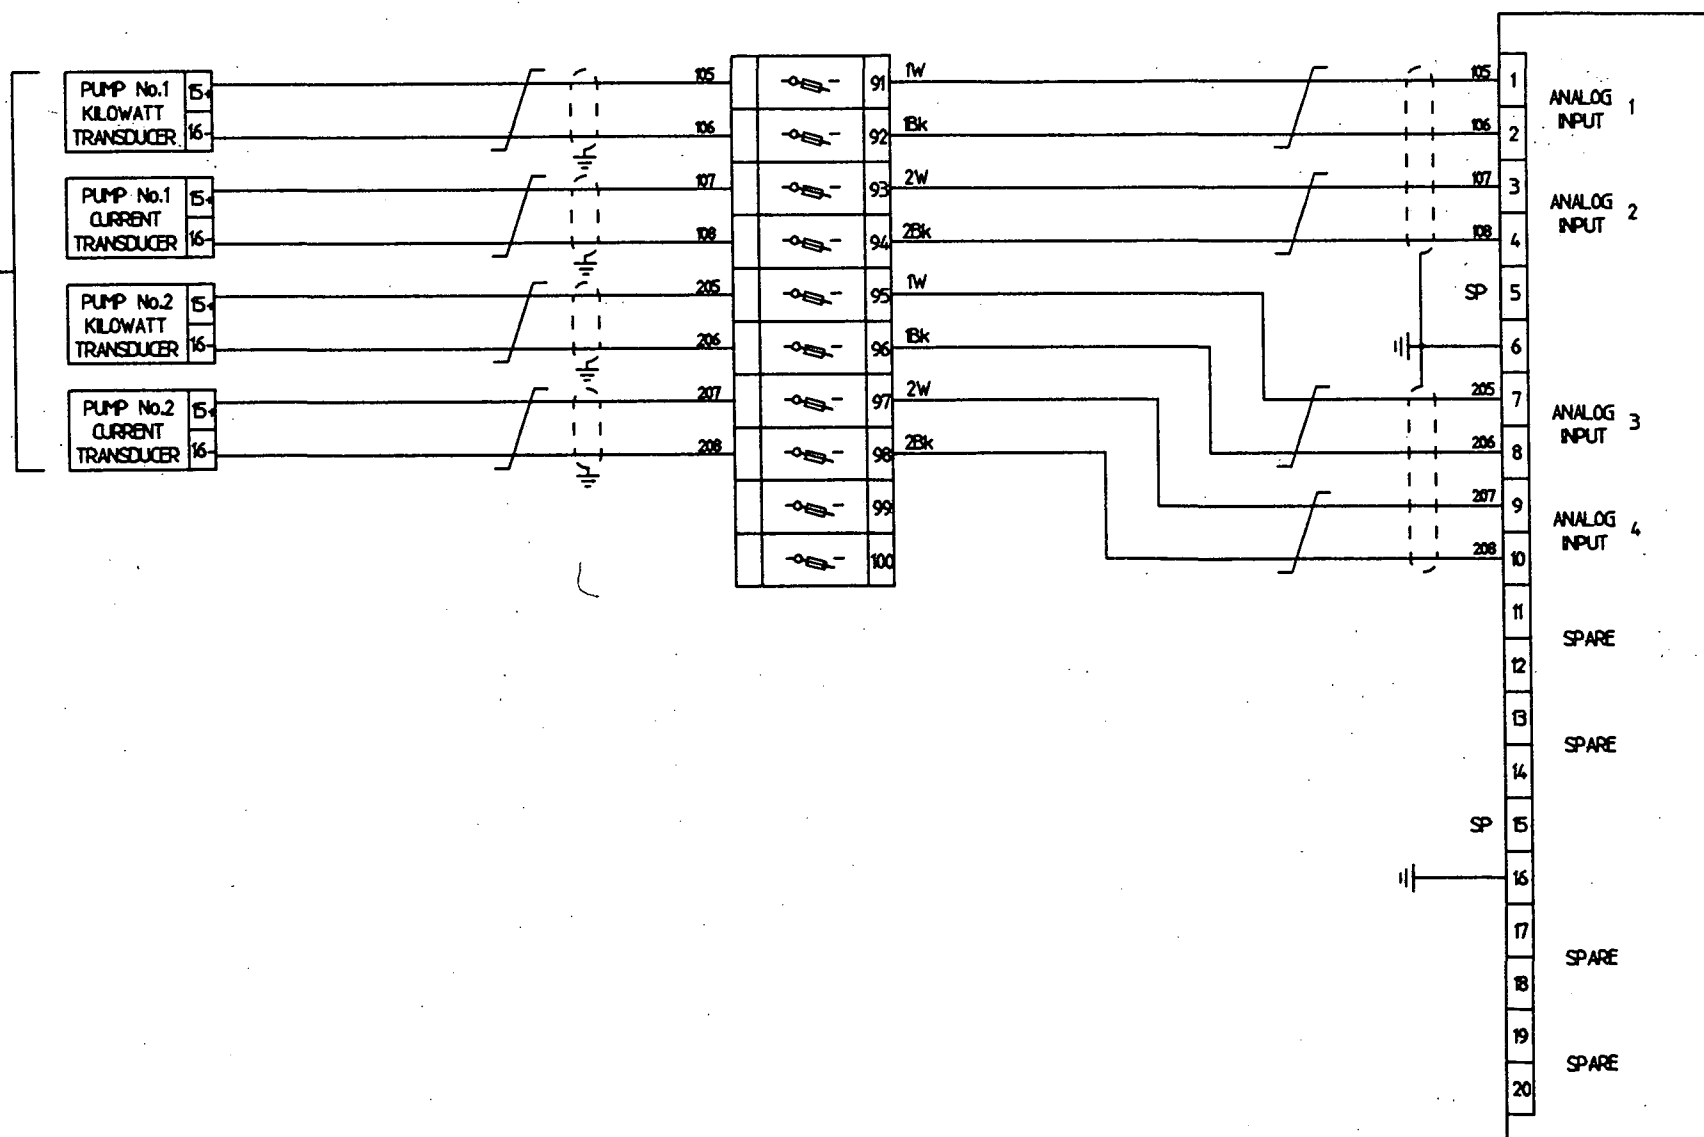 PUMP No.1
KILOWATT
TRANSDUCER
15+
16-
105
106
PUMP No.1
CURRENT
TRANSDUCER
15+
16-
107
108
PUMP No.2
KILOWATT
TRANSDUCER
15+
16-
205
206
PUMP No.2
CURRENT
TRANSDUCER
15+
16-
207
208
91 1W
92 1Bk
93 2W
94 2Bk
95 1W
96 1Bk
97 2W
98 2Bk
99
100
105 1
106 2
ANALOG 1
INPUT
107 3
108 4
ANALOG 2
INPUT
SP 5
6
205 7
206 8
ANALOG 3
INPUT
207 9
208 10
ANALOG 4
INPUT
11
SPARE
12
13
SPARE
14
SP 15
16
17
SPARE
18
19
SPARE
20